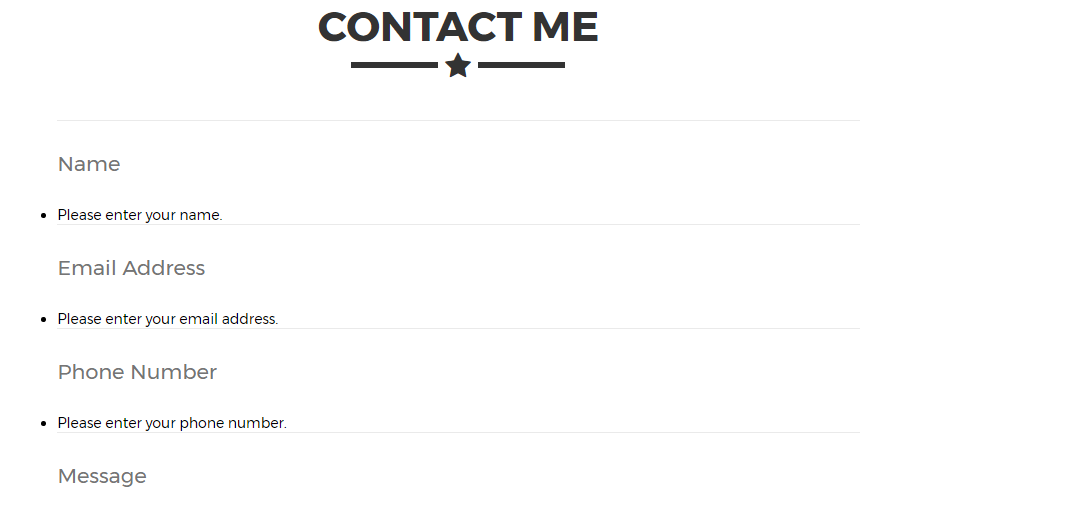 CONTACT ME
Name
Please enter your name.
Email Address
Please enter your email address.
Phone Number
Please enter your phone number.
Message